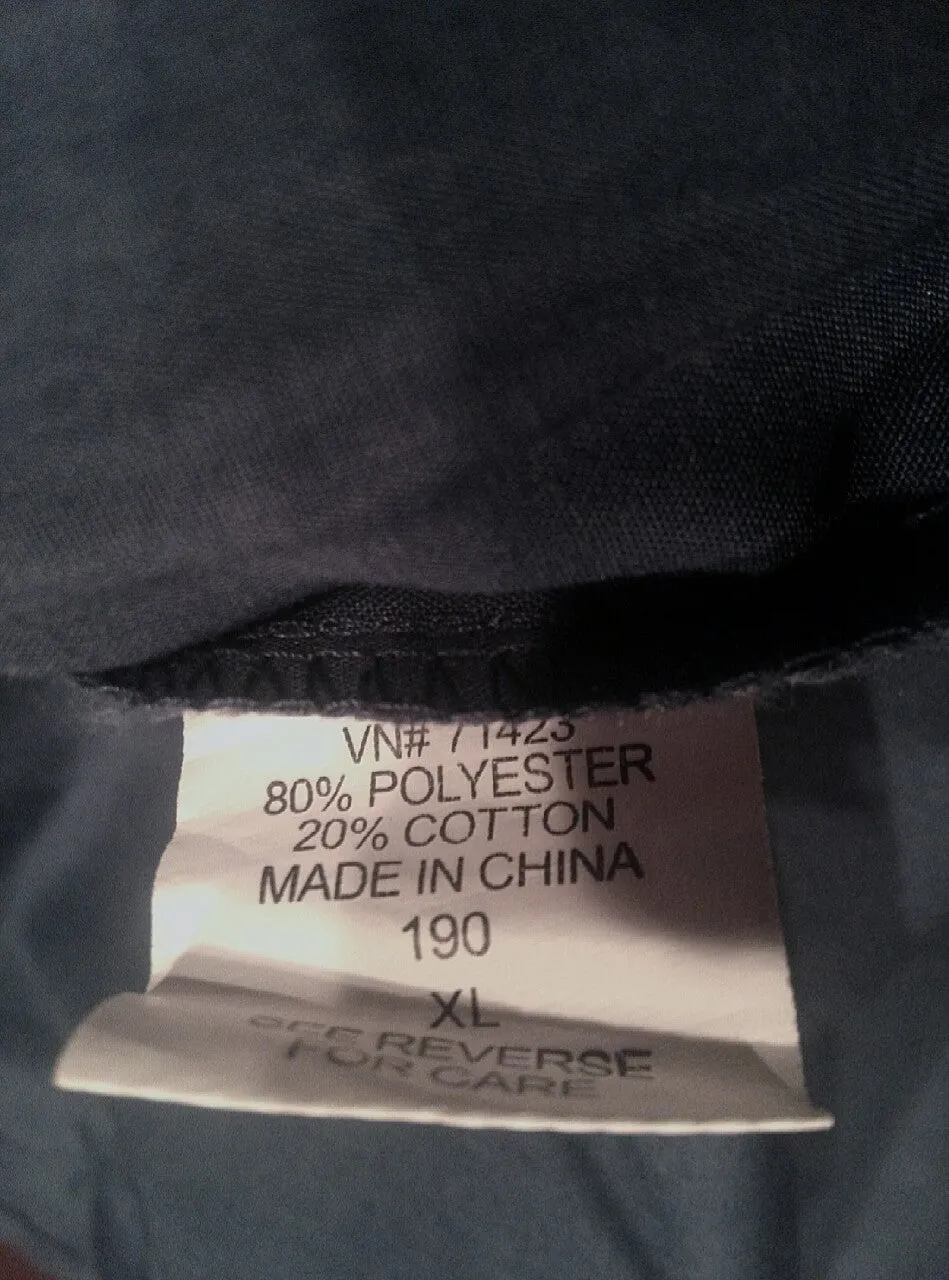 VN# 71423
80% POLYESTER
20% COTTON
MADE IN CHINA
190
XL
SEE REVERSE
FOR CARE